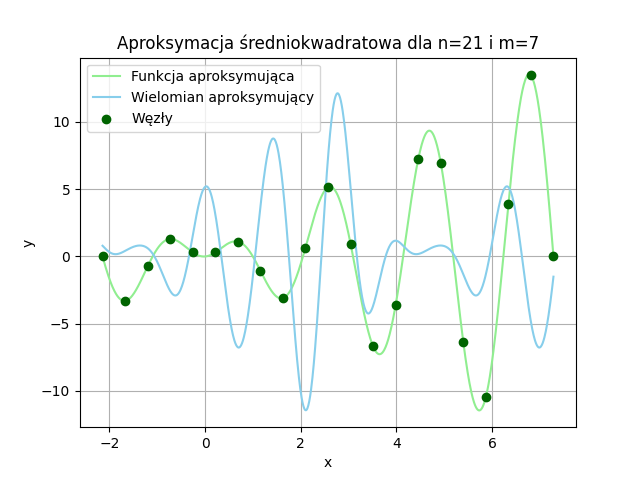 Aproksymacja średniokwadratowa dla n=21 i m=7
Funkcja aproksymująca
Wielomian aproksymujący
Węzły
10
5
0
−5
−10
y
−2
0
2
4
6
x